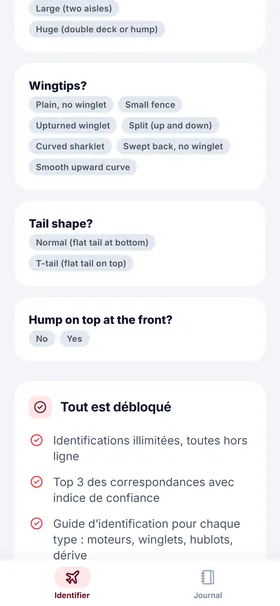 Large (two aisles)
Huge (double deck or hump)
Wingtips?
Plain, no winglet Small fence
Upturned winglet Split (up and down)
Curved sharklet Swept back, no winglet
Smooth upward curve
Tail shape?
Normal (flat tail at bottom)
T-tail (flat tail on top)
Hump on top at the front?
No Yes
Tout est débloqué
Identifications illimitées, toutes hors
ligne
Top 3 des correspondances avec
indice de confiance
Guide d'identification pour chaque
type : moteurs, winglets, hublots,
dérive
Identifier Journal